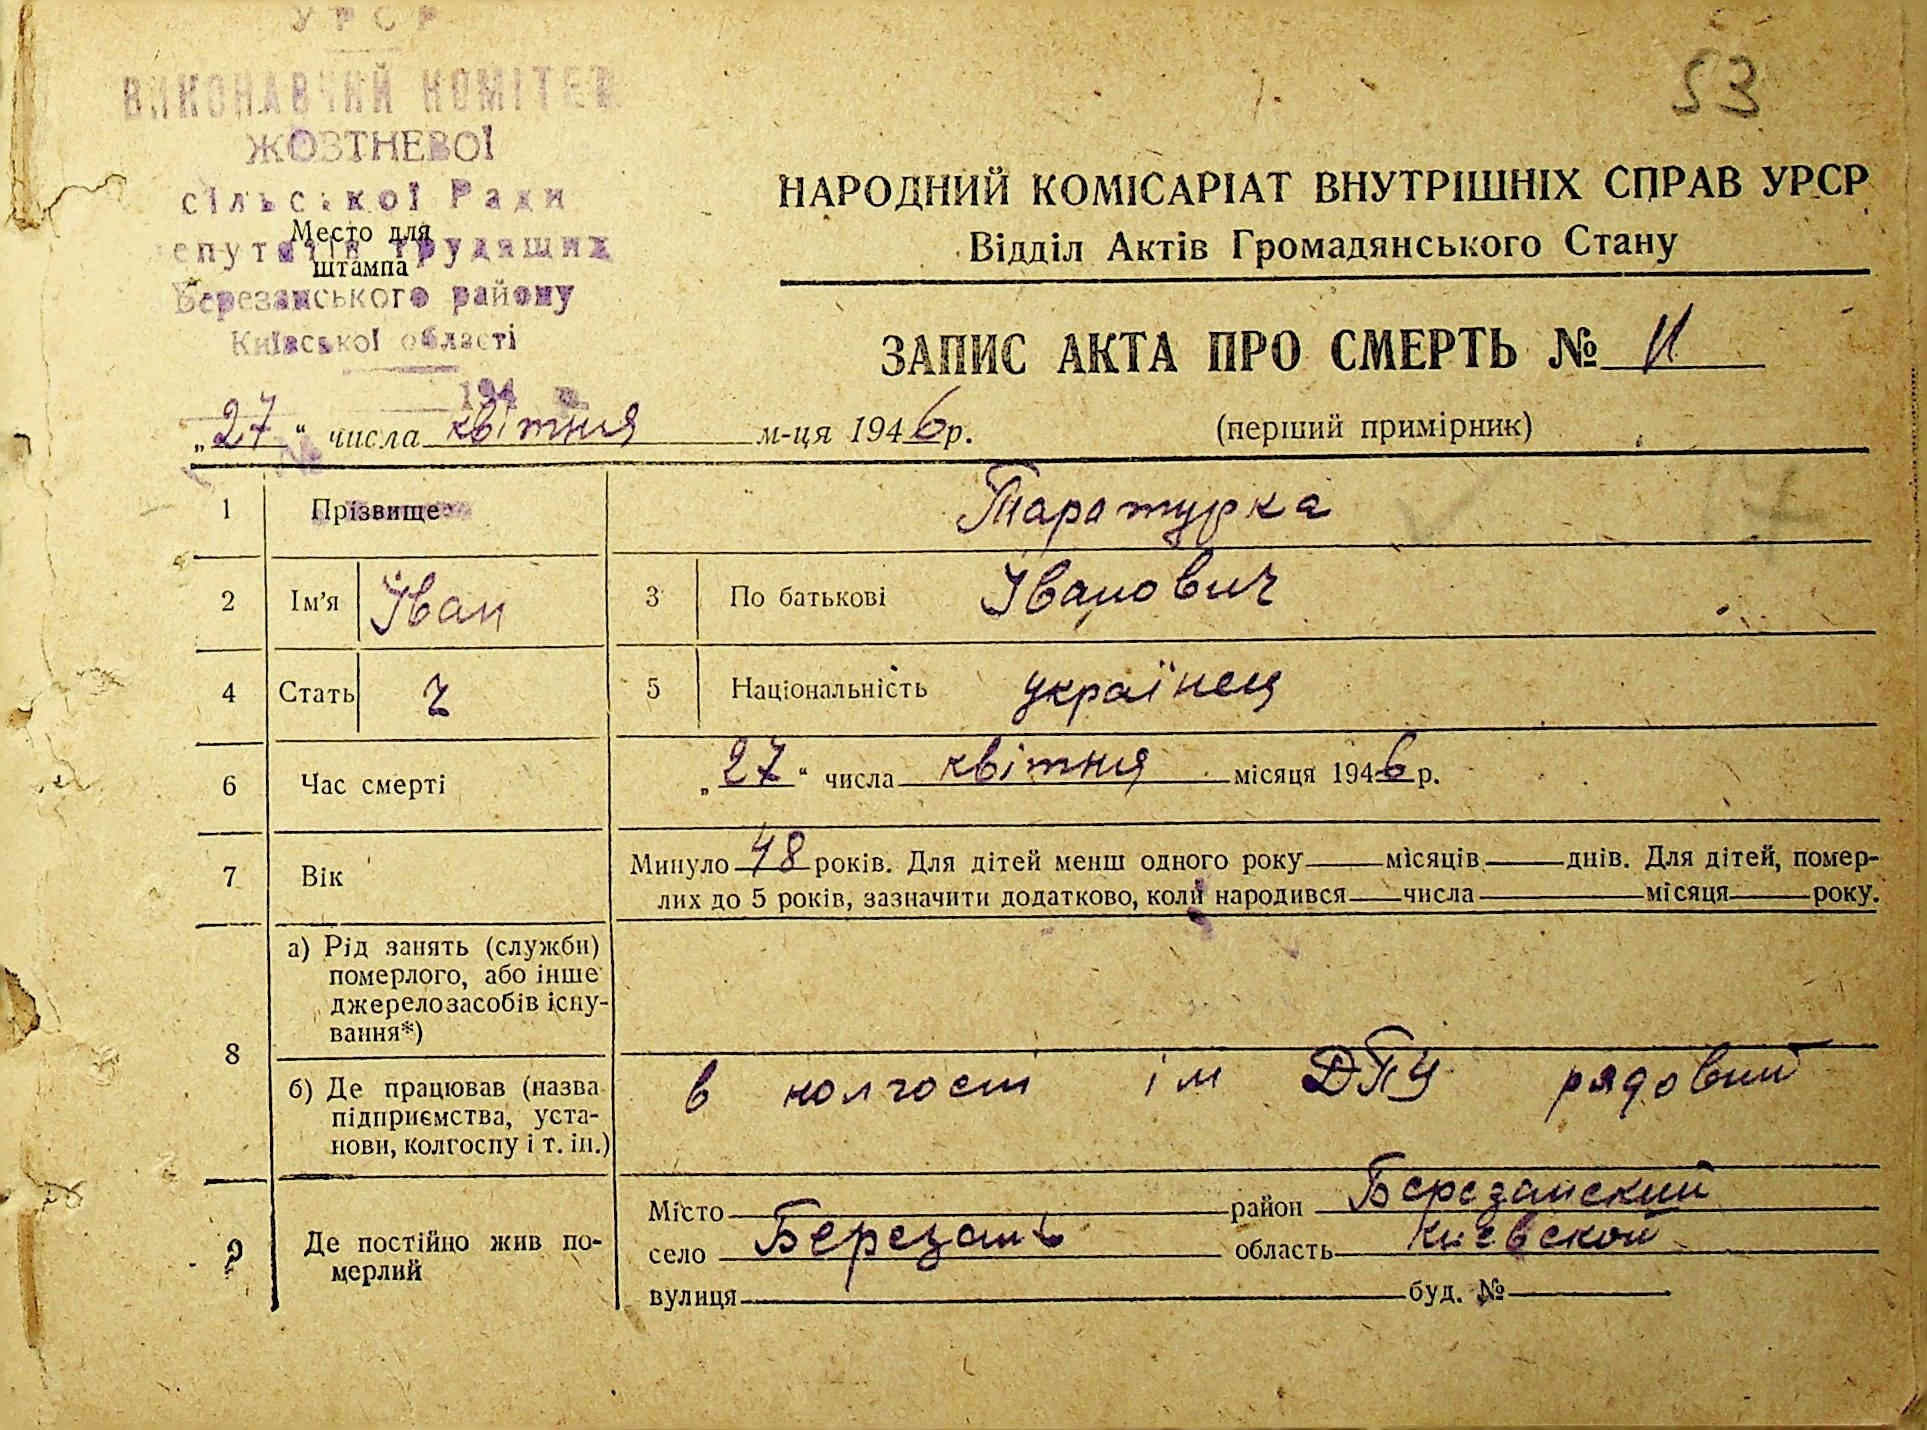 УРСР
ВИКОНАВЧИЙ КОМІТЕТ
ЖОВТНЕВОЇ
сільської Ради
депутатів трудящих
Місто для
штампа
Березанського району
Київської області
194 р.
53
НАРОДНИЙ КОМІСАРІАТ ВНУТРІШНІХ СПРАВ УРСР
Відділ Актів Громадянського Стану
ЗАПИС АКТА ПРО СМЕРТЬ № 11
„27“ числа квітня м-ця 1946 р. (перший примірник)
1 Прізвище Таратурка
2 Ім'я Іван 3 По батькові Іванович
4 Стать ч 5 Національність українец
6 Час смерті „27“ числа квітня місяця 1946 р.
7 Вік Минуло 48 років. Для дітей менш одного року місяців днів. Для дітей, помер-
лих до 5 років, зазначити додатково, коли народився числа місяця року.
8 а) Рід занять (служби)
померлого, або інше
джерело засобів існу-
вання*)
б) Де працював (назва
підприємства, уста-
нови, колгоспу і т. ін.)
в колгосп ім ДПУ рядовий
9 Де постійно жив по-
мерлий
Місто район Березанский
село Березань область Киевской
вулиця буд. №